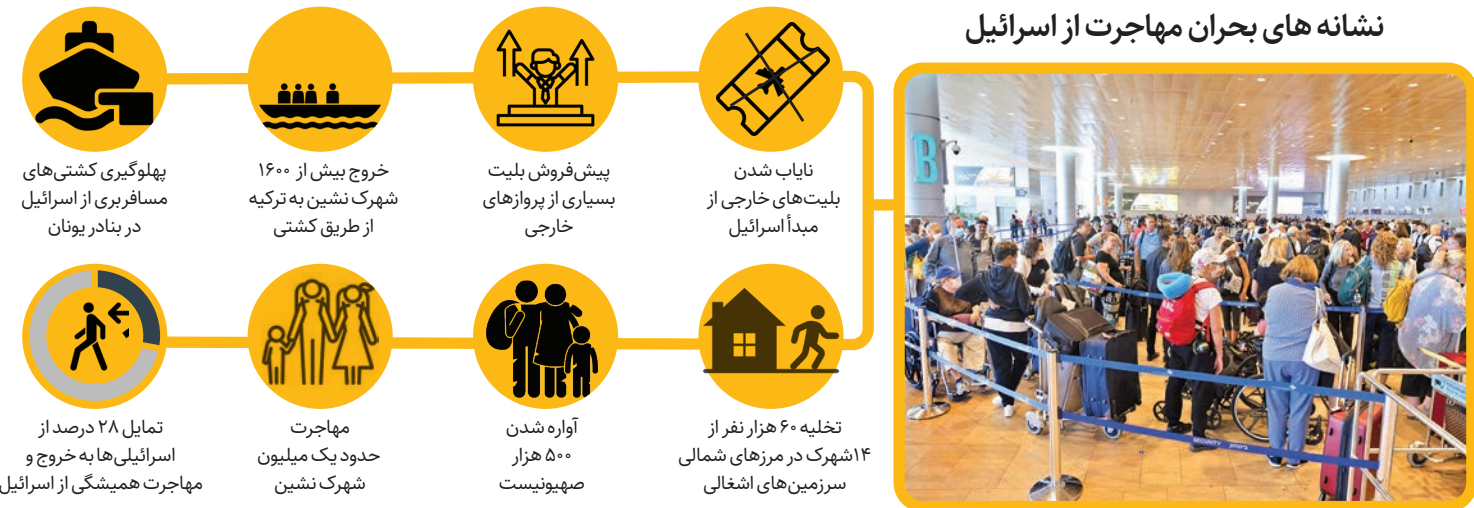 نشانه های بحران مهاجرت از اسرائیل
B
SECURITY
نایاب شدن
بلیت‌های خارجی از
مبدأ اسرائیل
پیش‌فروش بلیت
بسیاری از پروازهای
خارجی
خروج بیش از ۱۶۰۰
شهرک نشین به ترکیه
از طریق کشتی
پهلوگیری کشتی‌های
مسافربری از اسرائیل
در بنادر یونان
تخلیه ۶۰ هزار نفر از
۱۴شهرک در مرزهای شمالی
سرزمین‌های اشغالی
آواره شدن
۵۰۰ هزار
صهیونیست
مهاجرت
حدود یک میلیون
شهرک نشین
تمایل ۲۸ درصد از
اسرائیلی‌ها به خروج و
مهاجرت همیشگی از اسرائیل